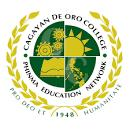 CAGAYAN DE ORO COLLEGE
PHINMA EDUCATION NETWORK
PRO DEO ET HUMANITATE
1948